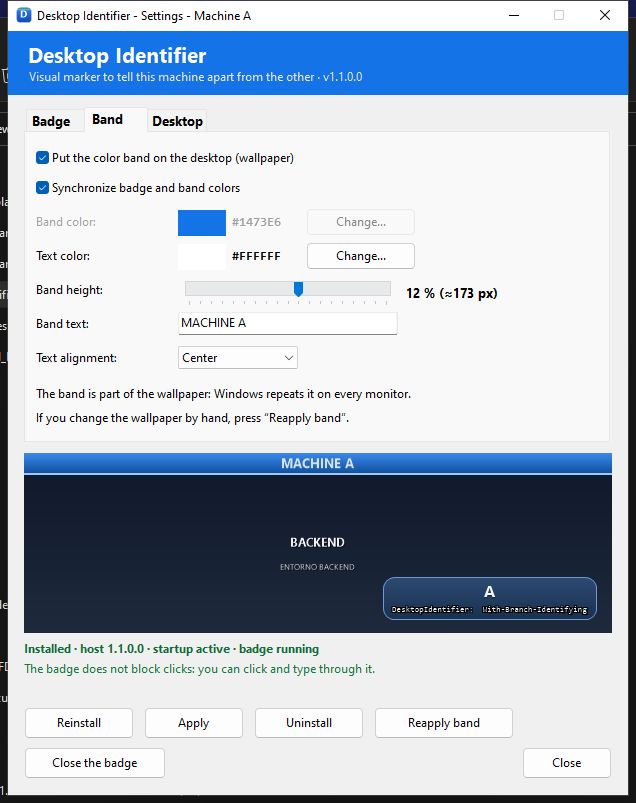 Desktop Identifier - Settings - Machine A
Desktop Identifier
Visual marker to tell this machine apart from the other · v1.1.0.0
Badge Band Desktop
Put the color band on the desktop (wallpaper)
Synchronize badge and band colors
Band color: #1473E6 Change...
Text color: #FFFFFF Change...
Band height: 12 % (≈173 px)
Band text: MACHINE A
Text alignment: Center
The band is part of the wallpaper: Windows repeats it on every monitor.
If you change the wallpaper by hand, press “Reapply band”.
MACHINE A
BACKEND
ENTORNO BACKEND
A
DesktopIdentifier: With-Branch-Identifying
Installed · host 1.1.0.0 · startup active · badge running
The badge does not block clicks: you can click and type through it.
Reinstall Apply Uninstall Reapply band
Close the badge Close